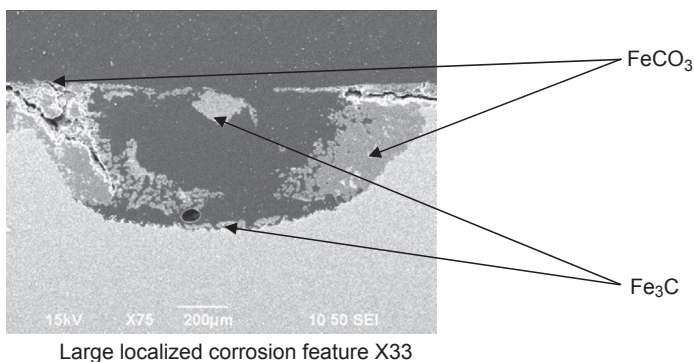 FeCO₃
Fe₃C
15kV X75 200μm 10 50 SEI
Large localized corrosion feature X33